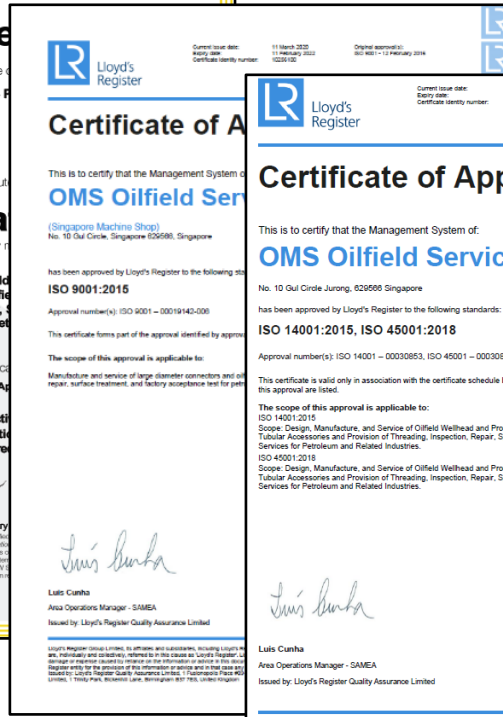 Lloyd's
Register
Current issue date: 11 March 2020
Expiry date: 11 February 2022
Certificate identity number: 10256100
Original approval(s):
ISO 9001 – 12 February 2016
Certificate of A
This is to certify that the Management System o
OMS Oilfield Serv
(Singapore Machine Shop)
No. 10 Gul Circle, Singapore 629566, Singapore
has been approved by Lloyd's Register to the following sta
ISO 9001:2015
Approval number(s): ISO 9001 – 00019142-006
This certificate forms part of the approval identified by approva
The scope of this approval is applicable to:
Manufacture and service of large diameter connectors and oilf
repair, surface treatment, and factory acceptance test for petr
Luis Cunha
Area Operations Manager - SAMEA
Issued by: Lloyd's Register Quality Assurance Limited
Lloyd's
Register
Current issue date:
Expiry date:
Certificate identity number:
Certificate of App
This is to certify that the Management System of:
OMS Oilfield Servic
No. 10 Gul Circle Jurong, 629566 Singapore
has been approved by Lloyd's Register to the following standards:
ISO 14001:2015, ISO 45001:2018
Approval number(s): ISO 14001 – 00030853, ISO 45001 – 000308
This certificate is valid only in association with the certificate schedule
this approval are listed.
The scope of this approval is applicable to:
ISO 14001:2015
Scope: Design, Manufacture, and Service of Oilfield Wellhead and Pro
Tubular Accessories and Provision of Threading, Inspection, Repair, S
Services for Petroleum and Related Industries.
ISO 45001:2018
Scope: Design, Manufacture, and Service of Oilfield Wellhead and Pro
Tubular Accessories and Provision of Threading, Inspection, Repair, S
Services for Petroleum and Related Industries.
Luis Cunha
Area Operations Manager - SAMEA
Issued by: Lloyd's Register Quality Assurance Limited